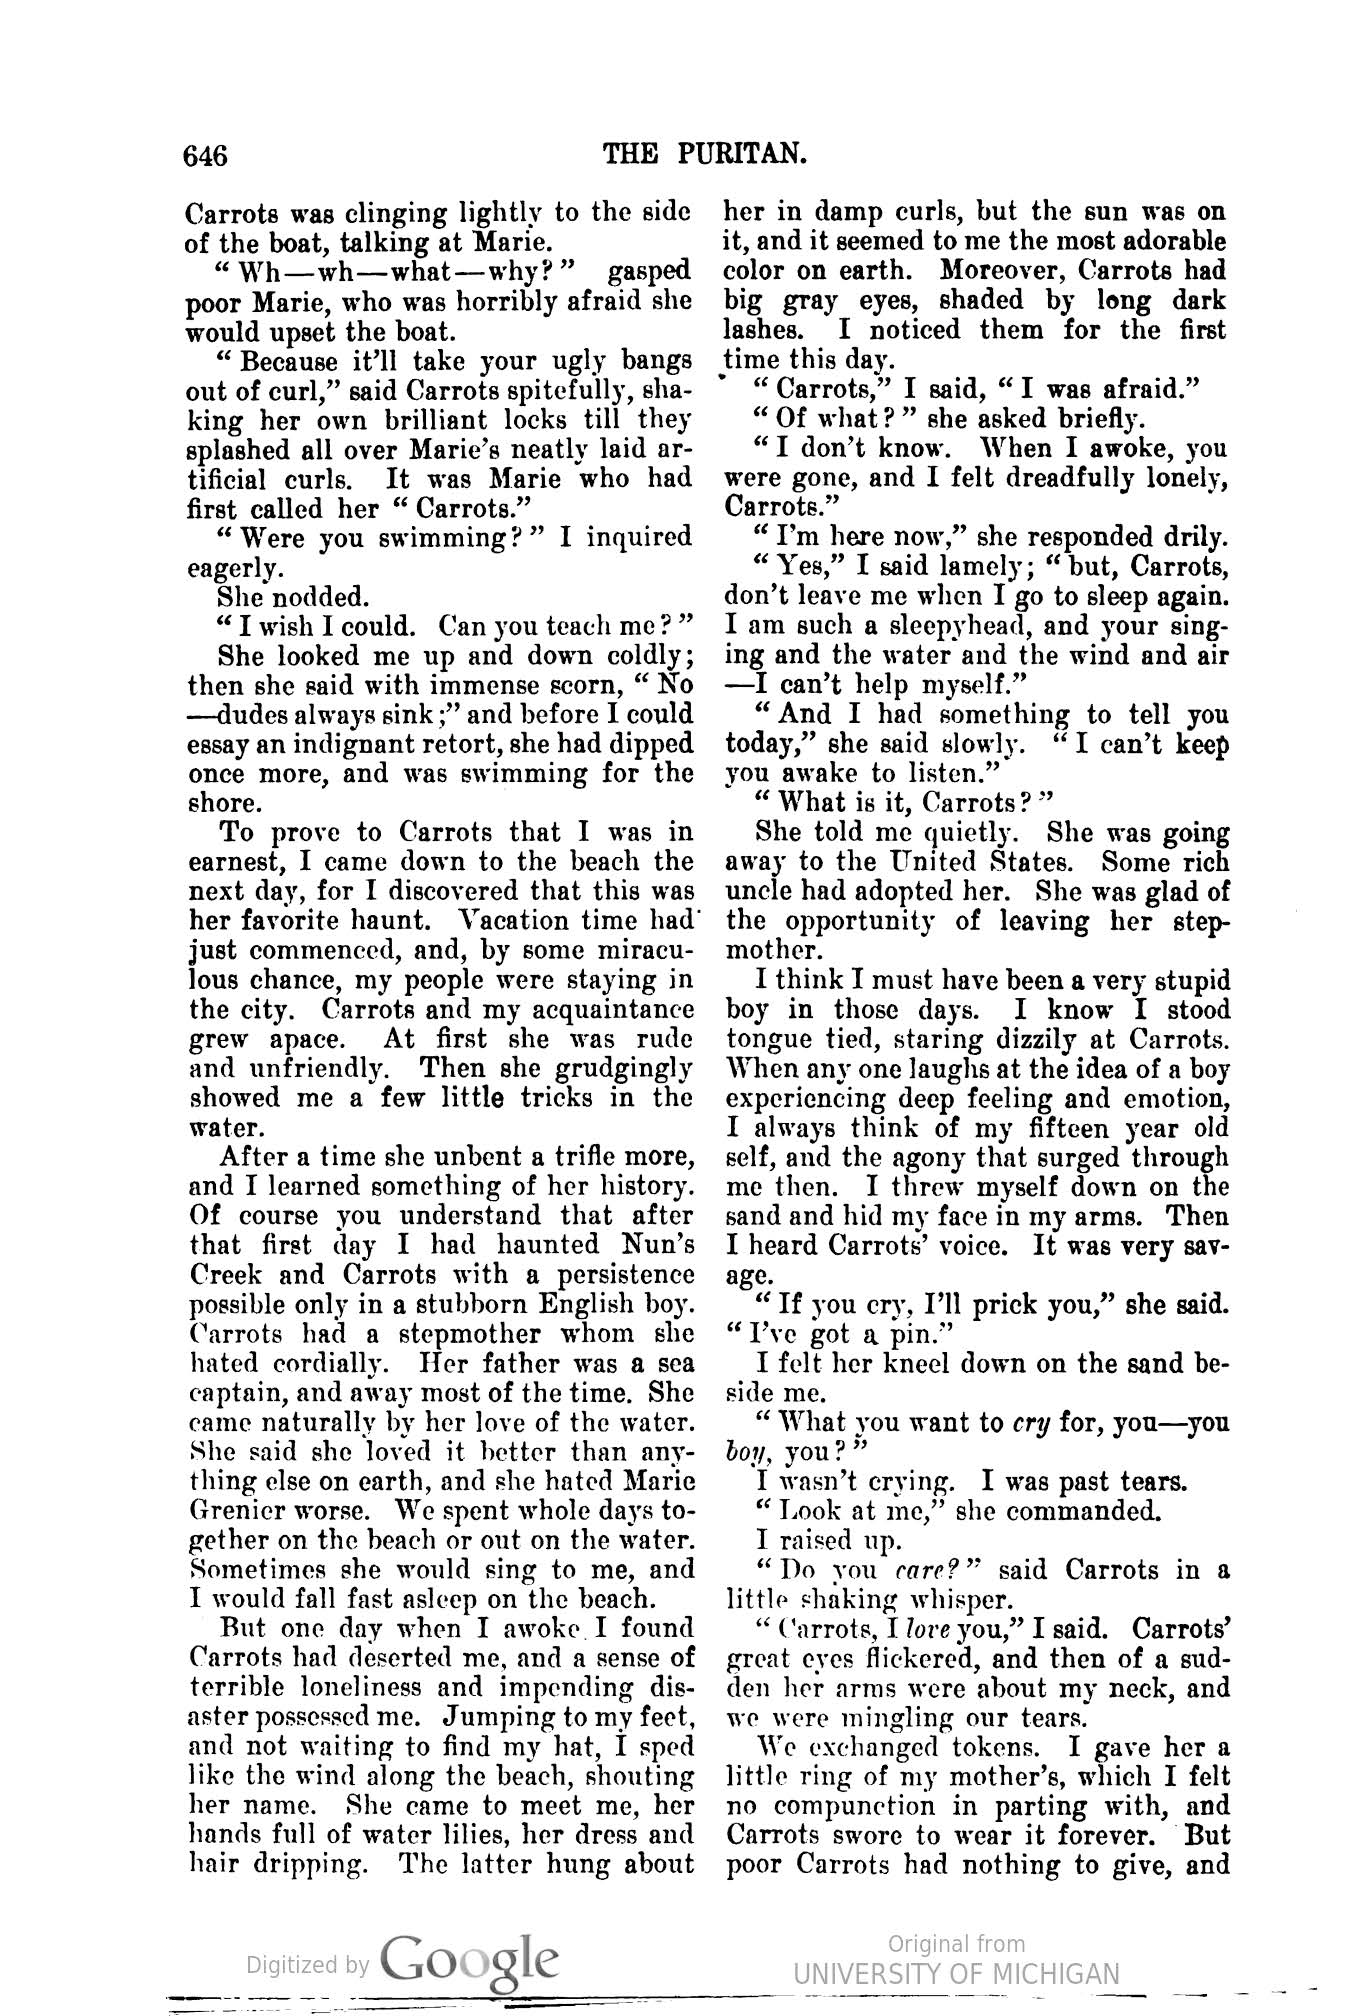 646
THE PURITAN.
Carrots was clinging lightly to the side
of the boat, talking at Marie.
“ Wh—wh—what—why? ” gasped
poor Marie, who was horribly afraid she
would upset the boat.
“ Because it’ll take your ugly bangs
out of curl,” said Carrots spitefully, sha-
king her own brilliant locks till they
splashed all over Marie’s neatly laid ar-
tificial curls. It was Marie who had
first called her “ Carrots.”
“ Were you swimming? ” I inquired
eagerly.
She nodded.
“ I wish I could. Can you teach me? ”
She looked me up and down coldly;
then she said with immense scorn, “ No
—dudes always sink ;” and before I could
essay an indignant retort, she had dipped
once more, and was swimming for the
shore.
To prove to Carrots that I was in
earnest, I came down to the beach the
next day, for I discovered that this was
her favorite haunt. Vacation time had
just commenced, and, by some miracu-
lous chance, my people were staying in
the city. Carrots and my acquaintance
grew apace. At first she was rude
and unfriendly. Then she grudgingly
showed me a few little tricks in the
water.
After a time she unbent a trifle more,
and I learned something of her history.
Of course you understand that after
that first day I had haunted Nun’s
Creek and Carrots with a persistence
possible only in a stubborn English boy.
Carrots had a stepmother whom she
hated cordially. Her father was a sea
captain, and away most of the time. She
came naturally by her love of the water.
She said she loved it better than any-
thing else on earth, and she hated Marie
Grenier worse. We spent whole days to-
gether on the beach or out on the water.
Sometimes she would sing to me, and
I would fall fast asleep on the beach.
But one day when I awoke I found
Carrots had deserted me, and a sense of
terrible loneliness and impending dis-
aster possessed me. Jumping to my feet,
and not waiting to find my hat, I sped
like the wind along the beach, shouting
her name. She came to meet me, her
hands full of water lilies, her dress and
hair dripping. The latter hung about
her in damp curls, but the sun was on
it, and it seemed to me the most adorable
color on earth. Moreover, Carrots had
big gray eyes, shaded by long dark
lashes. I noticed them for the first
time this day.
“ Carrots,” I said, “ I was afraid.”
“ Of what? ” she asked briefly.
“ I don’t know. When I awoke, you
were gone, and I felt dreadfully lonely,
Carrots.”
“ I’m here now,” she responded drily.
“ Yes,” I said lamely; “ but, Carrots,
don’t leave me when I go to sleep again.
I am such a sleepyhead, and your sing-
ing and the water and the wind and air
—I can’t help myself.”
“ And I had something to tell you
today,” she said slowly. “ I can’t keep
you awake to listen.”
“ What is it, Carrots? ”
She told me quietly. She was going
away to the United States. Some rich
uncle had adopted her. She was glad of
the opportunity of leaving her step-
mother.
I think I must have been a very stupid
boy in those days. I know I stood
tongue tied, staring dizzily at Carrots.
When any one laughs at the idea of a boy
experiencing deep feeling and emotion,
I always think of my fifteen year old
self, and the agony that surged through
me then. I threw myself down on the
sand and hid my face in my arms. Then
I heard Carrots’ voice. It was very sav-
age.
“ If you cry, I’ll prick you,” she said.
“ I’ve got a pin.”
I felt her kneel down on the sand be-
side me.
“ What you want to cry for, you—you
boy, you? ”
I wasn’t crying. I was past tears.
“ Look at me,” she commanded.
I raised up.
“ Do you care? ” said Carrots in a
little shaking whisper.
“ Carrots, I love you,” I said. Carrots’
great eyes flickered, and then of a sud-
den her arms were about my neck, and
we were mingling our tears.
We exchanged tokens. I gave her a
little ring of my mother’s, which I felt
no compunction in parting with, and
Carrots swore to wear it forever. But
poor Carrots had nothing to give, and
Digitized by Google
Original from
UNIVERSITY OF MICHIGAN